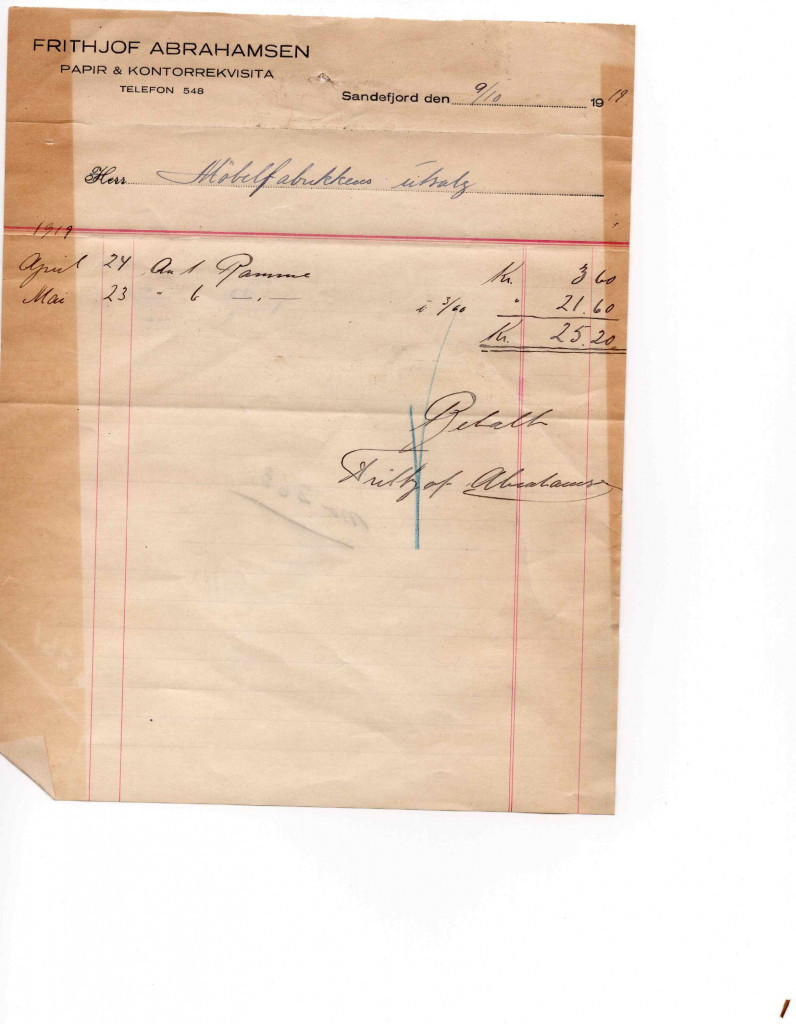 FRITHJOF ABRAHAMSEN
PAPIR & KONTORREKVISITA
TELEFON 548
Sandefjord den 9/10 1919
Herr Møbelfabrikkens utsalg
1919
April 24 An 1 Ramme Kr. 3 60
Mai 23 " 6 —"— à 3/60 " 21.60
Kr. 25.20
Betalt
Frithjof Abrahamsen